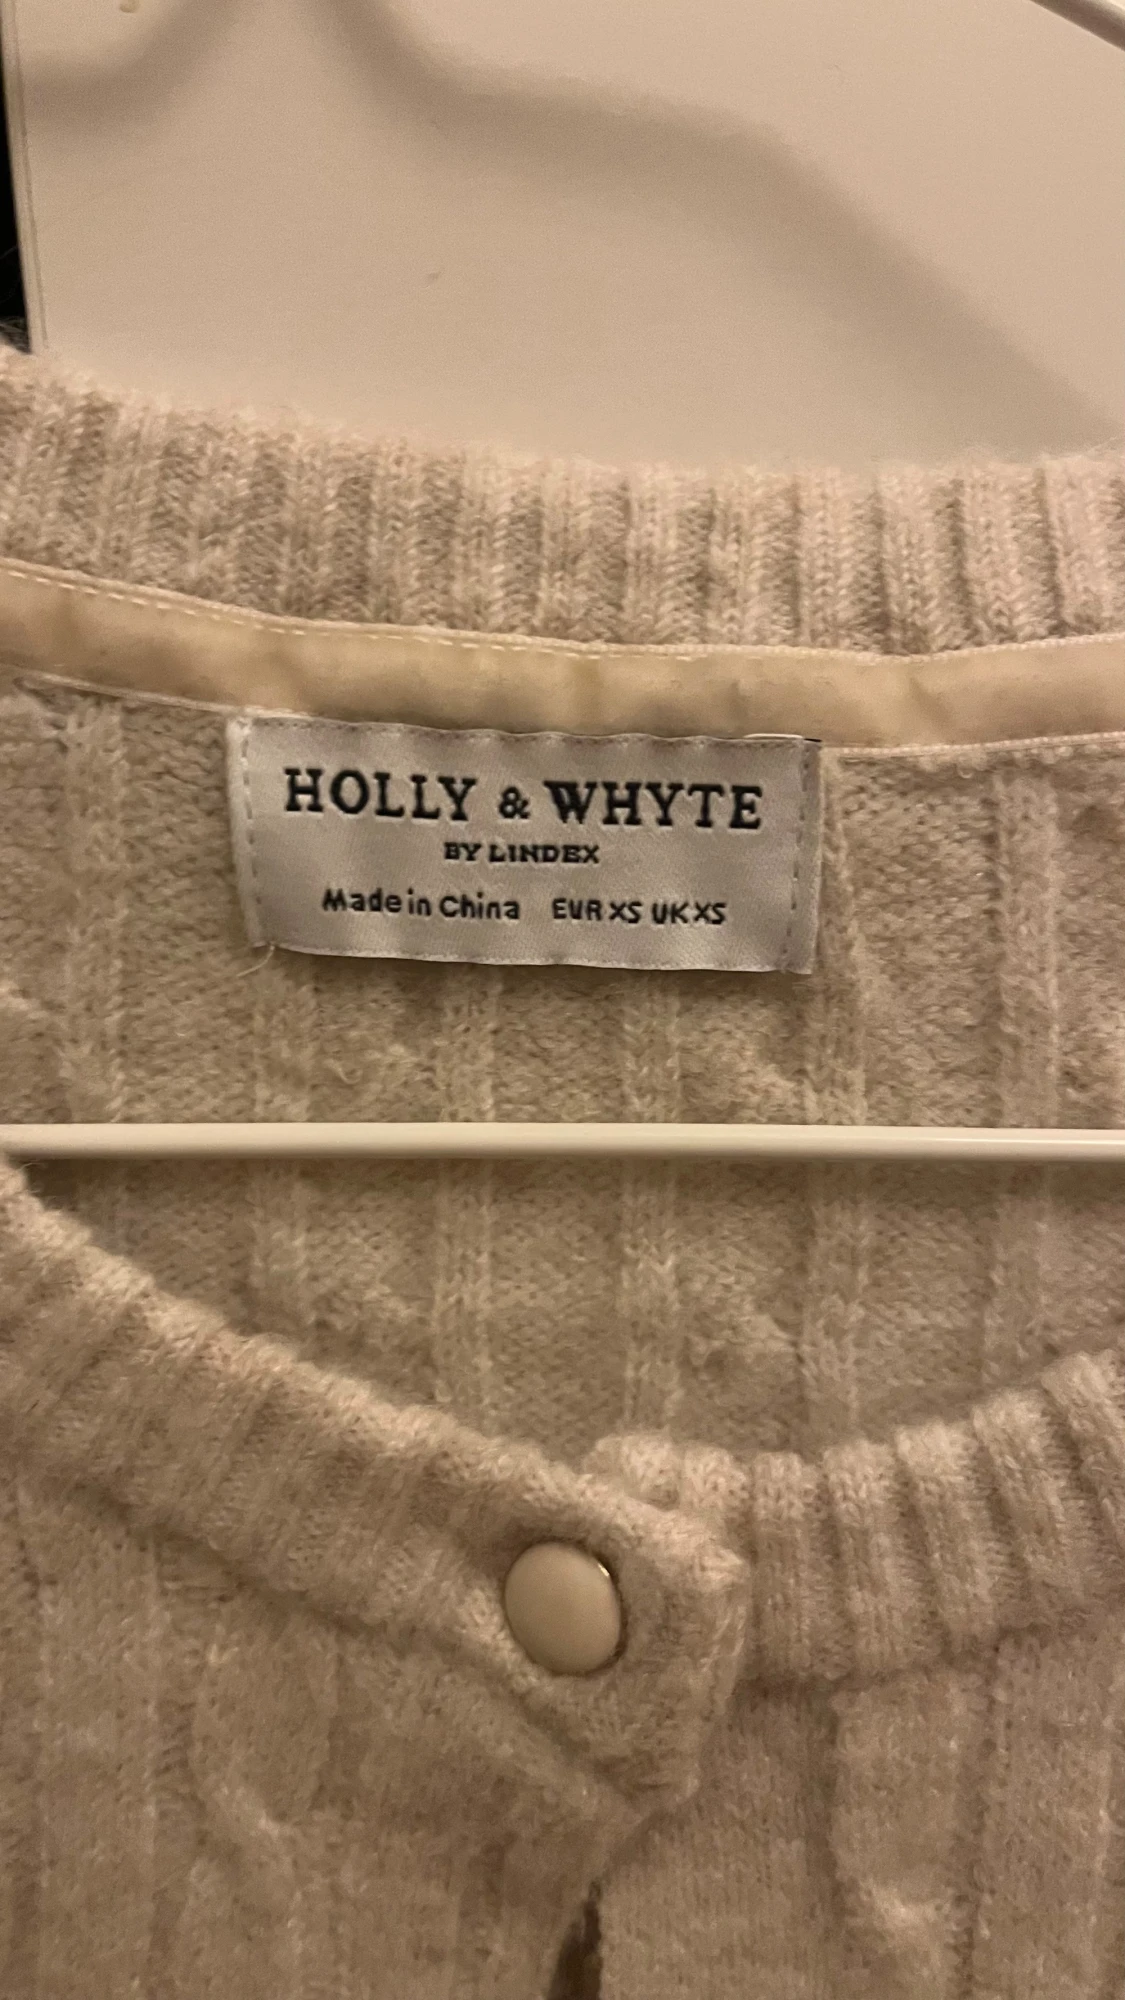 HOLLY & WHYTE
BY LINDEX
Made in China EUR XS UK XS